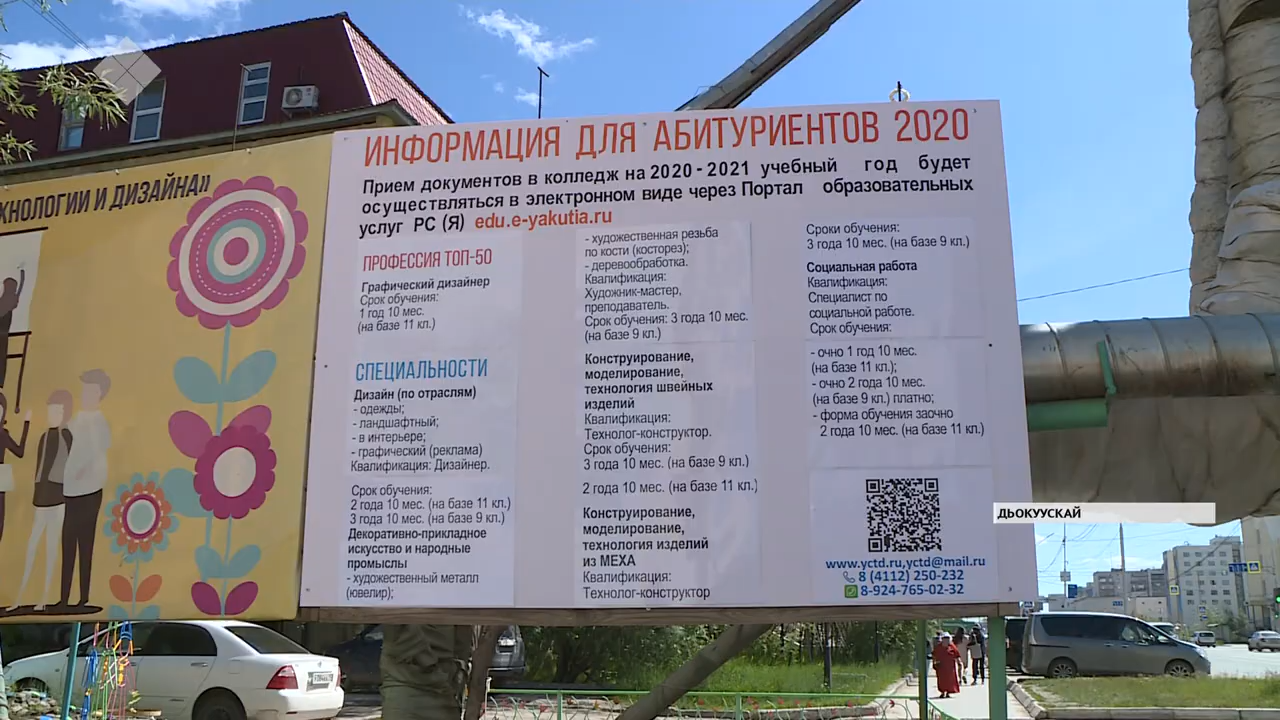 ХНОЛОГИИ И ДИЗАЙНА»
ИНФОРМАЦИЯ ДЛЯ АБИТУРИЕНТОВ 2020
Прием документов в колледж на 2020 - 2021 учебный год будет
осуществляться в электронном виде через Портал образовательных
услуг РС (Я) edu.e-yakutia.ru
ПРОФЕССИЯ ТОП-50
Графический дизайнер
Срок обучения:
1 год 10 мес.
(на базе 11 кл.)
СПЕЦИАЛЬНОСТИ
Дизайн (по отраслям)
- одежды;
- ландшафтный;
- в интерьере;
- графический (реклама)
Квалификация: Дизайнер.
Срок обучения:
2 года 10 мес. (на базе 11 кл.)
3 года 10 мес. (на базе 9 кл.)
Декоративно-прикладное
искусство и народные
промыслы
- художественный металл
(ювелир);
- художественная резьба
по кости (косторез);
- деревообработка.
Квалификация:
Художник-мастер,
преподаватель.
Срок обучения: 3 года 10 мес.
(на базе 9 кл.)
Конструирование,
моделирование,
технология швейных
изделий
Квалификация:
Технолог-конструктор.
Срок обучения:
3 года 10 мес. (на базе 9 кл.)
2 года 10 мес. (на базе 11 кл.)
Конструирование,
моделирование,
технология изделий
из МЕХА
Квалификация:
Технолог-конструктор
Сроки обучения:
3 года 10 мес. (на базе 9 кл.)
Социальная работа
Квалификация:
Специалист по
социальной работе.
Срок обучения:
- очно 1 год 10 мес.
(на базе 11 кл.);
- очно 2 года 10 мес.
(на базе 9 кл.) платно;
- форма обучения заочно
2 года 10 мес. (на базе 11 кл.)
www.yctd.ru,yctd@mail.ru
8 (4112) 250-232
8-924-765-02-32
ДЬОКУУСКАЙ